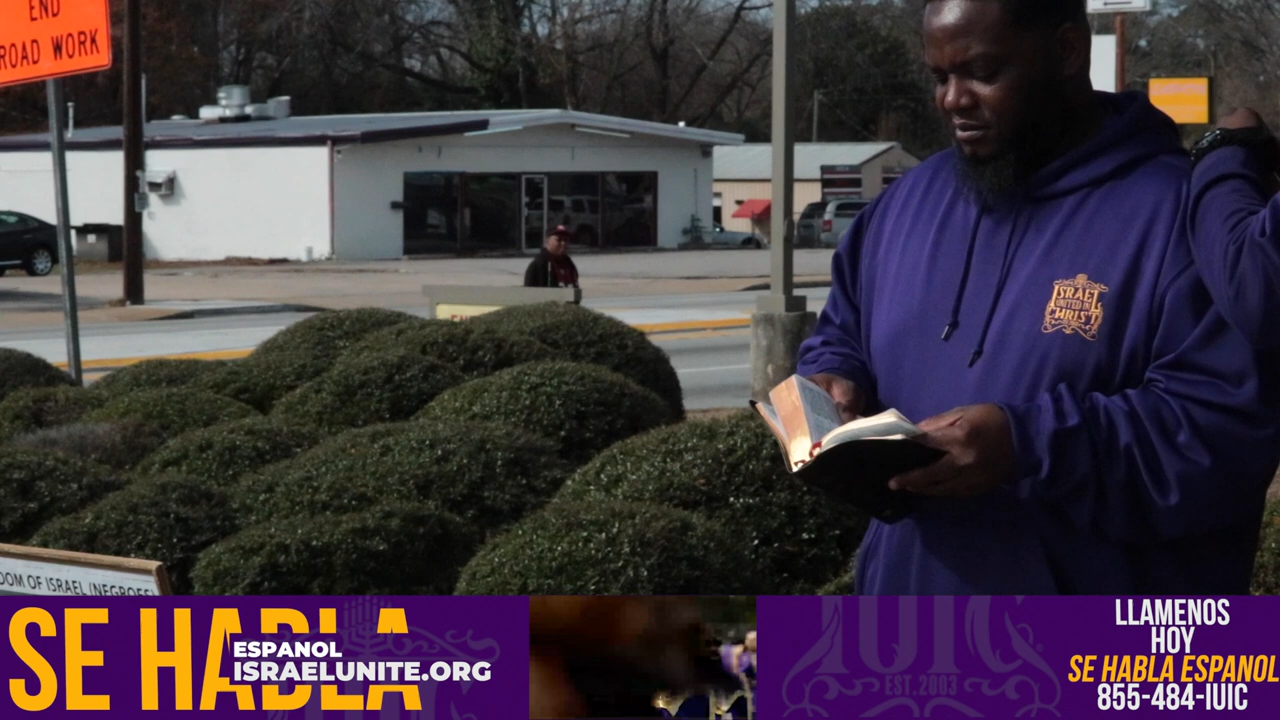 END
ROAD WORK
ISRAEL
UNITED IN
CHRIST
DOM OF ISRAEL (NEGROES)
SE HABLA
ESPANOL
ISRAELUNITE.ORG
IUIC
EST.2003
LLAMENOS
HOY
SE HABLA ESPANOL
855-484-IUIC